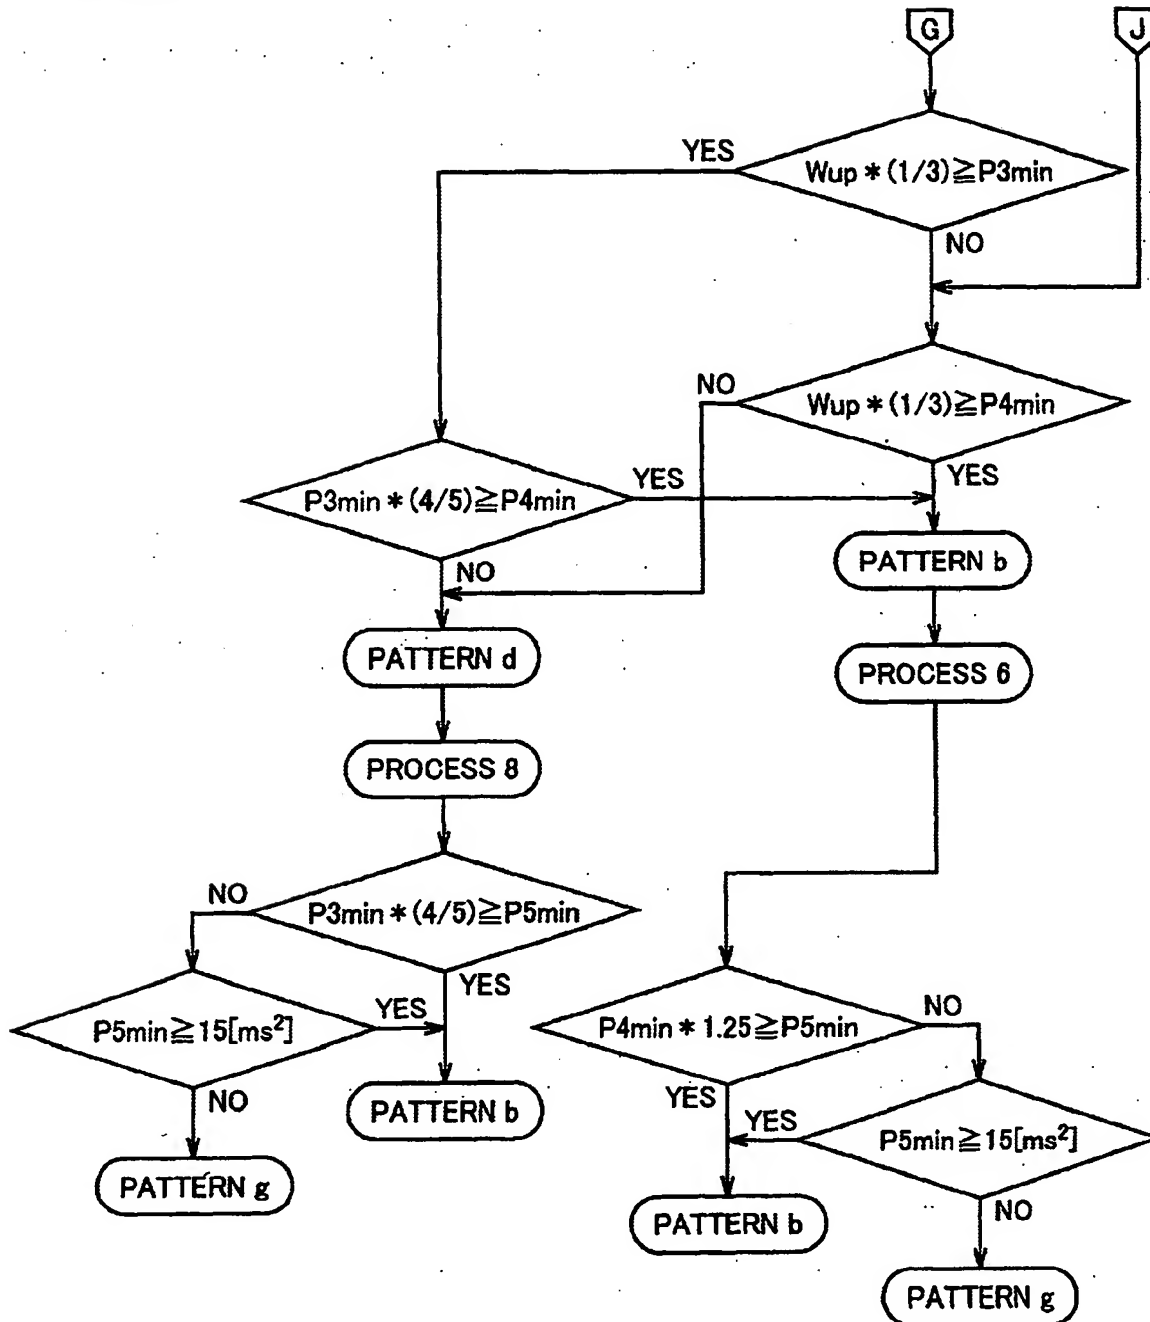 G
J
YES
Wup*(1/3)≧P3min
NO
NO
Wup*(1/3)≧P4min
YES
YES
P3min*(4/5)≧P4min
NO
PATTERN b
PATTERN d
PROCESS 6
PROCESS 8
NO
P3min*(4/5)≧P5min
YES
YES
P5min≧15[ms²]
NO
P4min*1.25≧P5min
NO
YES
PATTERN b
YES
P5min≧15[ms²]
PATTERN g
NO
PATTERN b
PATTERN g